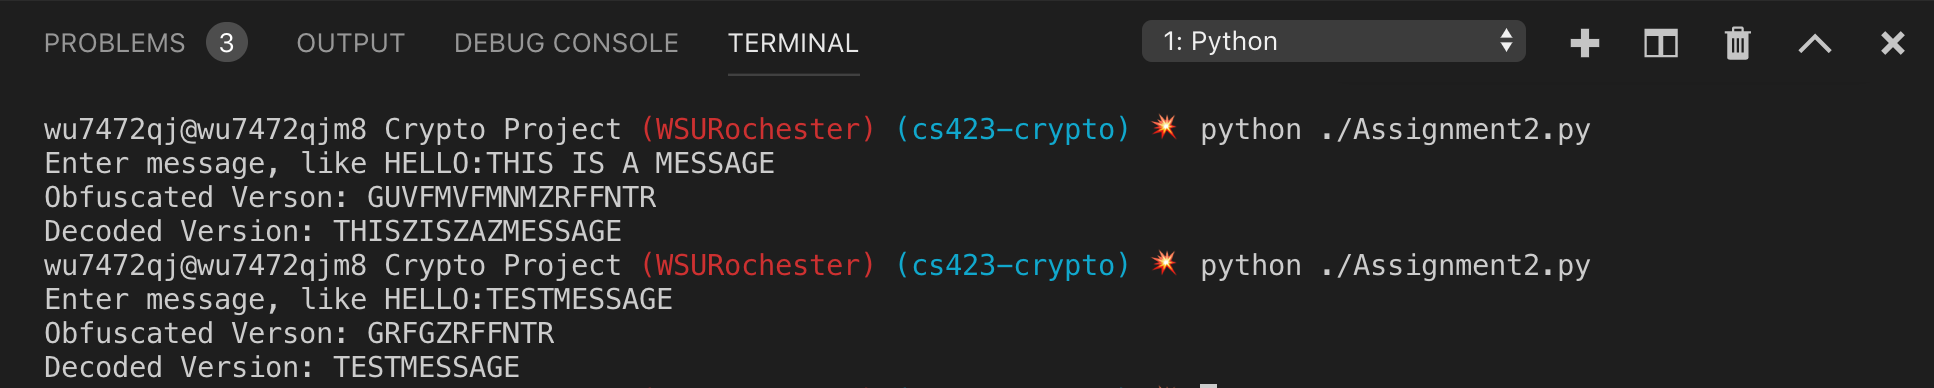 PROBLEMS 3 OUTPUT DEBUG CONSOLE TERMINAL 1: Python
wu7472qj@wu7472qjm8 Crypto Project (WSURochester) (cs423-crypto) 💥 python ./Assignment2.py
Enter message, like HELLO:THIS IS A MESSAGE
Obfuscated Verson: GUVFMVFMNMZRFFNTR
Decoded Version: THISZISZAZMESSAGE
wu7472qj@wu7472qjm8 Crypto Project (WSURochester) (cs423-crypto) 💥 python ./Assignment2.py
Enter message, like HELLO:TESTMESSAGE
Obfuscated Verson: GRFGZRFFNTR
Decoded Version: TESTMESSAGE